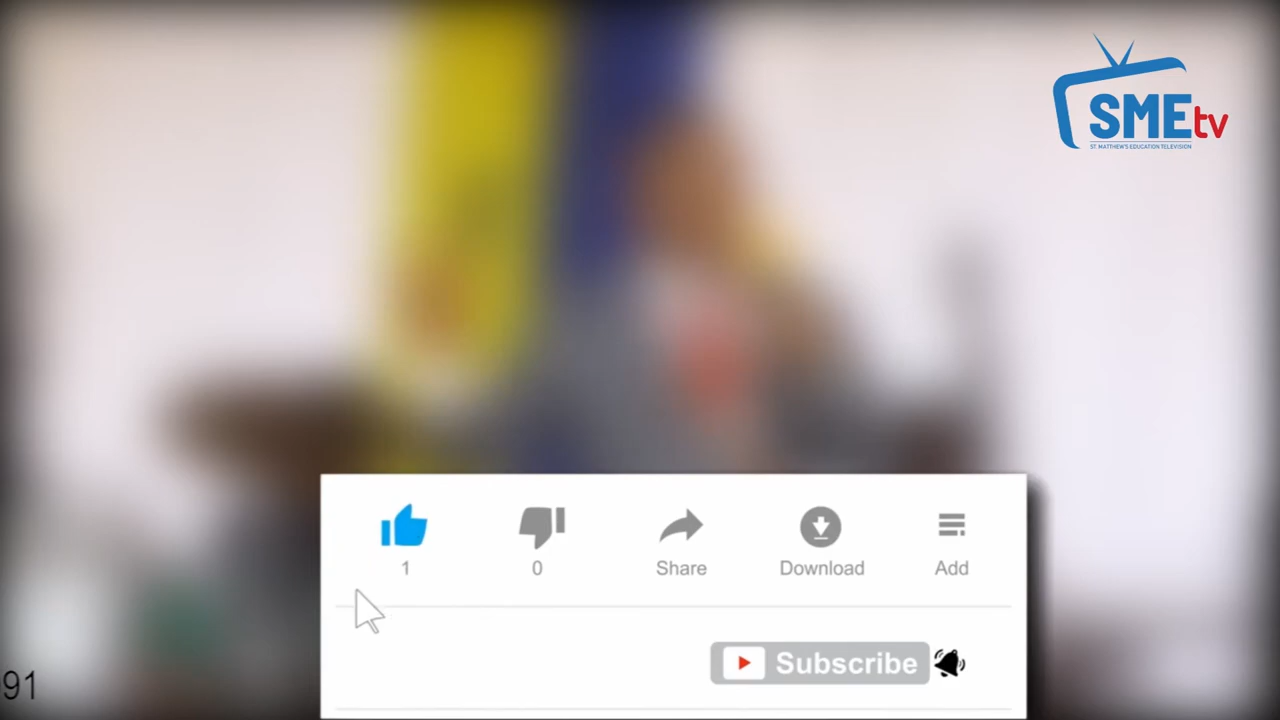 SMEtv
ST. MATTHEW'S EDUCATION TELEVISION
1
0
Share
Download
Add
Subscribe
91